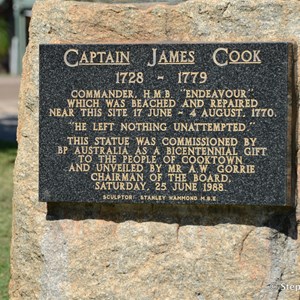 CAPTAIN JAMES COOK
1728 - 1779
COMMANDER, H.M.B. "ENDEAVOUR"
WHICH WAS BEACHED AND REPAIRED
NEAR THIS SITE 17 JUNE - 4 AUGUST, 1770.
"HE LEFT NOTHING UNATTEMPTED"
THIS STATUE WAS COMMISSIONED BY
BP AUSTRALIA AS A BICENTENNIAL GIFT
TO THE PEOPLE OF COOKTOWN
AND UNVEILED BY MR A.W. GORRIE
CHAIRMAN OF THE BOARD,
SATURDAY, 25 JUNE 1988.
SCULPTOR: STANLEY HAMMOND M.B.E.
Step